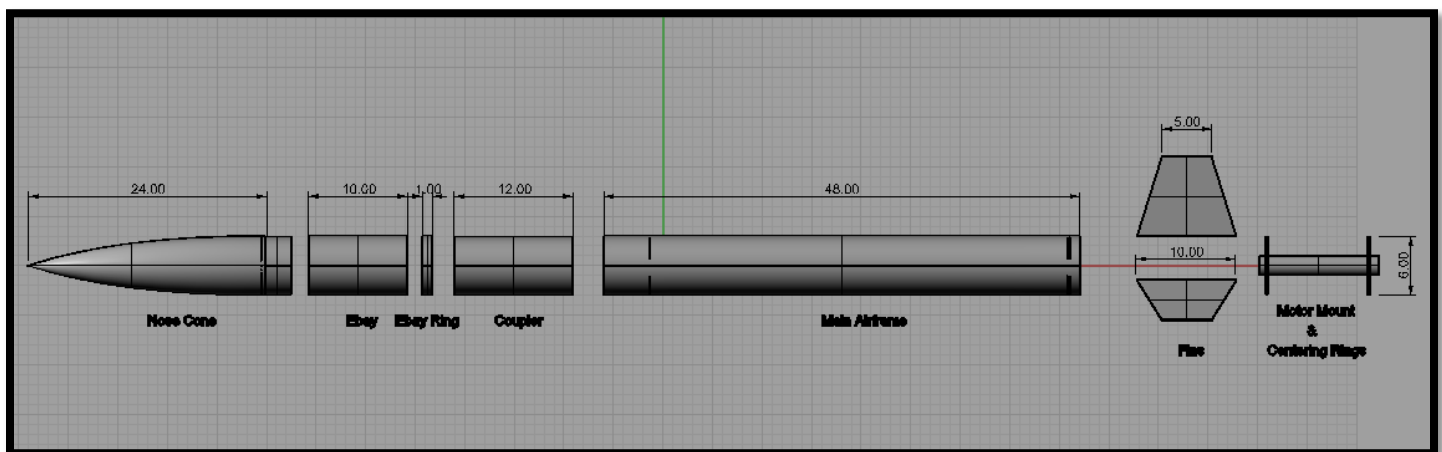 5.00
24.00
10.00
1.00
12.00
48.00
10.00
6.00
Nose Cone
Ebay
Ebay Ring
Coupler
Main Airframe
Fins
Motor Mount
&
Centering Rings